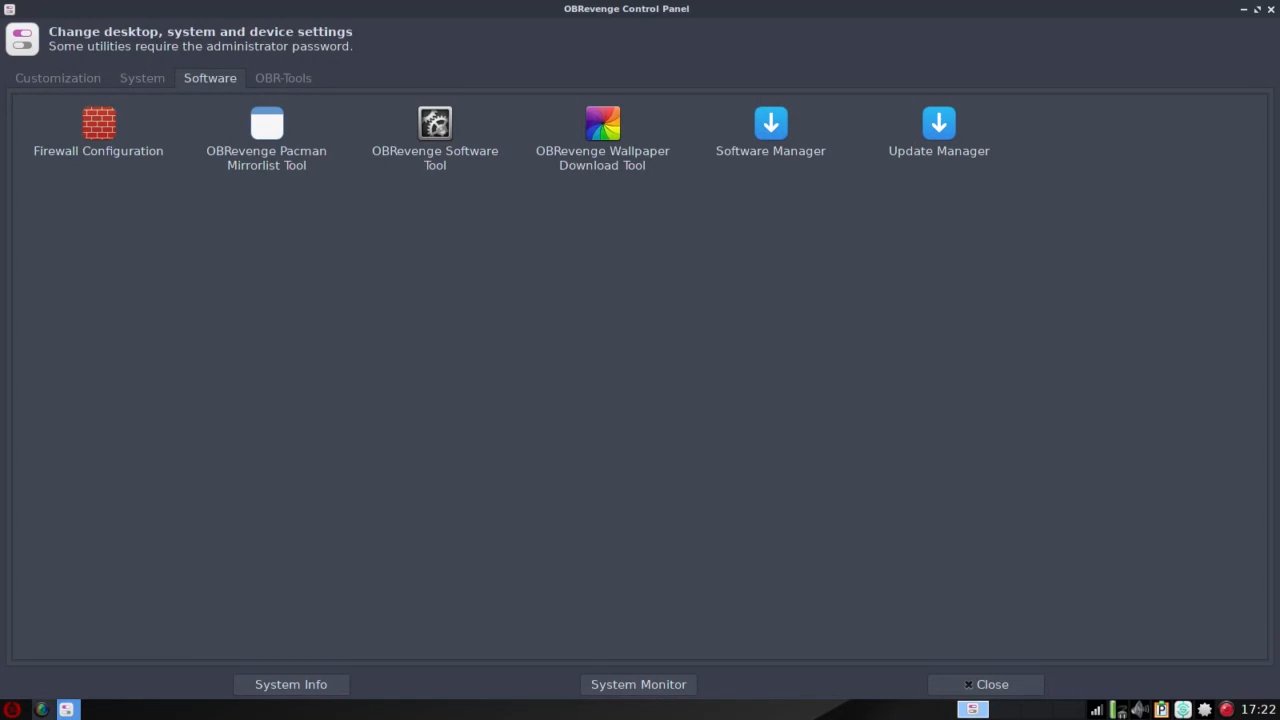 OBRevenge Control Panel
Change desktop, system and device settings
Some utilities require the administrator password.
Customization System Software OBR-Tools
Firewall Configuration
OBRevenge Pacman
Mirrorlist Tool
OBRevenge Software
Tool
OBRevenge Wallpaper
Download Tool
Software Manager
Update Manager
System Info System Monitor Close
17:22